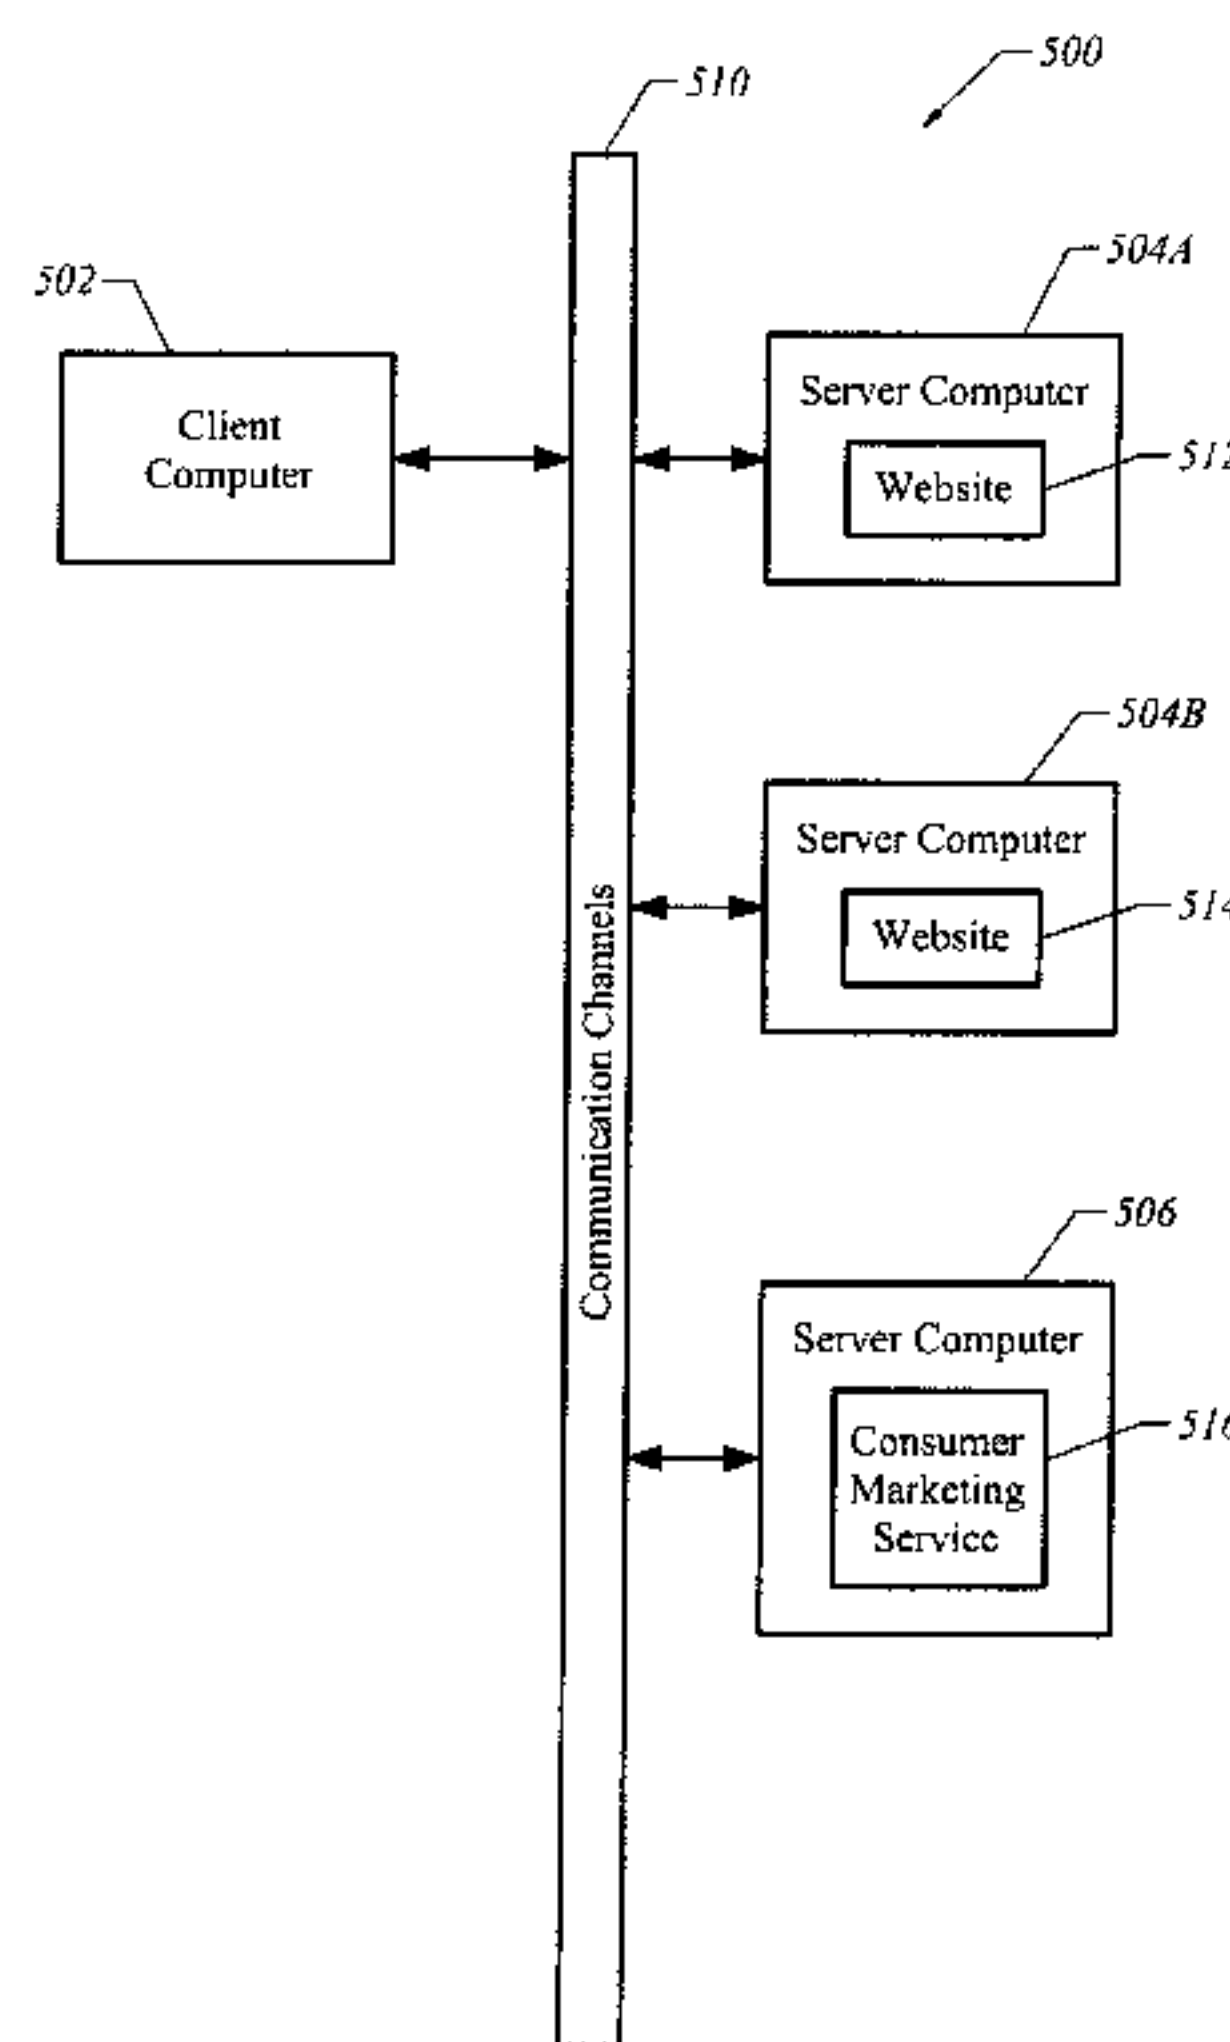 500
510
504A
502
Server Computer
Client
Computer
Website
504B
Server Computer
Website
514
Communication Channels
506
Server Computer
Consumer
Marketing
Service